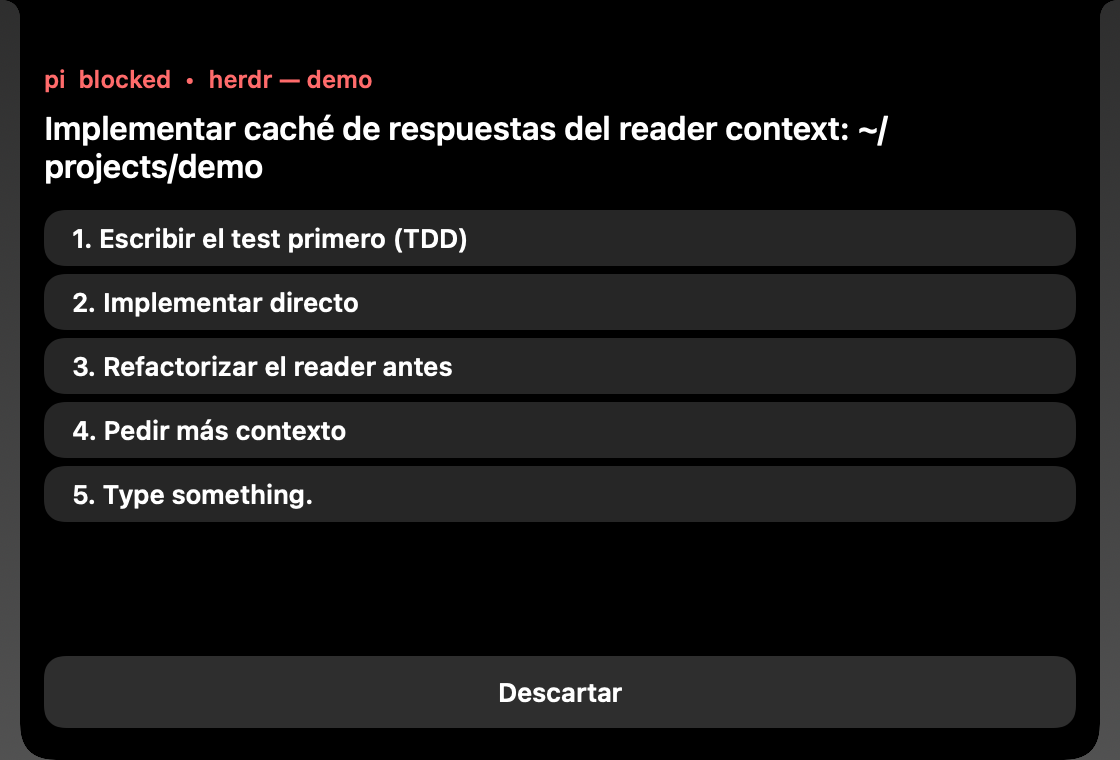 pi blocked • herdr — demo
Implementar caché de respuestas del reader context: ~/
projects/demo
1. Escribir el test primero (TDD)
2. Implementar directo
3. Refactorizar el reader antes
4. Pedir más contexto
5. Type something.
Descartar